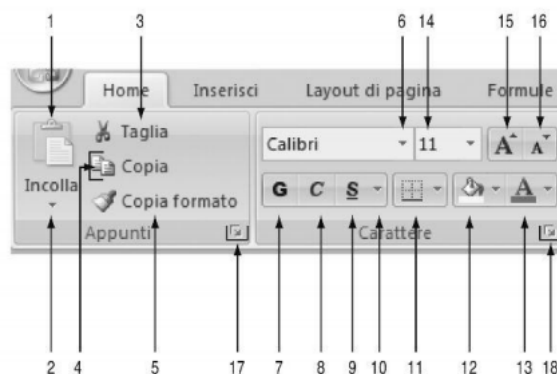 1 3 6 14 15 16
Home Inserisci Layout di pagina Formule
Taglia
Calibri 11 A A
Copia
4
Incolla
Copia formato
G C S A
Appunti Carattere
2 4 5 17 7 8 9 10 11 12 13 18